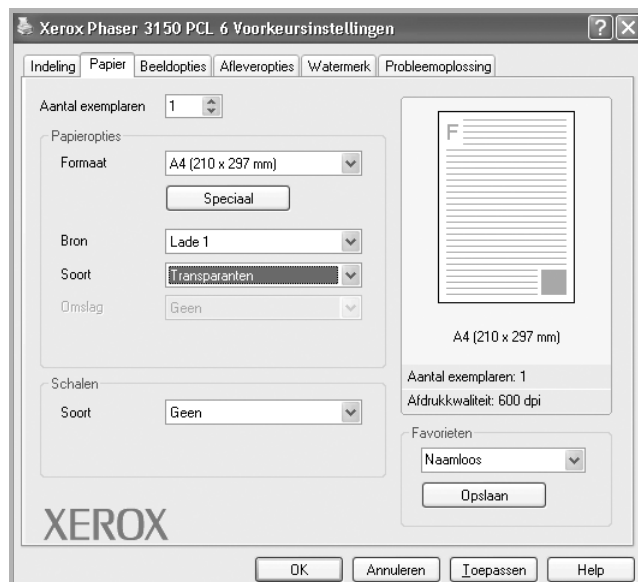 Xerox Phaser 3150 PCL 6 Voorkeursinstellingen
Indeling Papier Beeldopties Afleveropties Watermerk Probleemoplossing
Aantal exemplaren 1
Papieropties
Formaat A4 (210 x 297 mm)
Speciaal
Bron Lade 1
Soort Transparanten
Omslag Geen
Schalen
Soort Geen
XEROX
F
A4 (210 x 297 mm)
Aantal exemplaren: 1
Afdrukkwaliteit: 600 dpi
Favorieten
Naamloos
Opslaan
OK Annuleren Toepassen Help